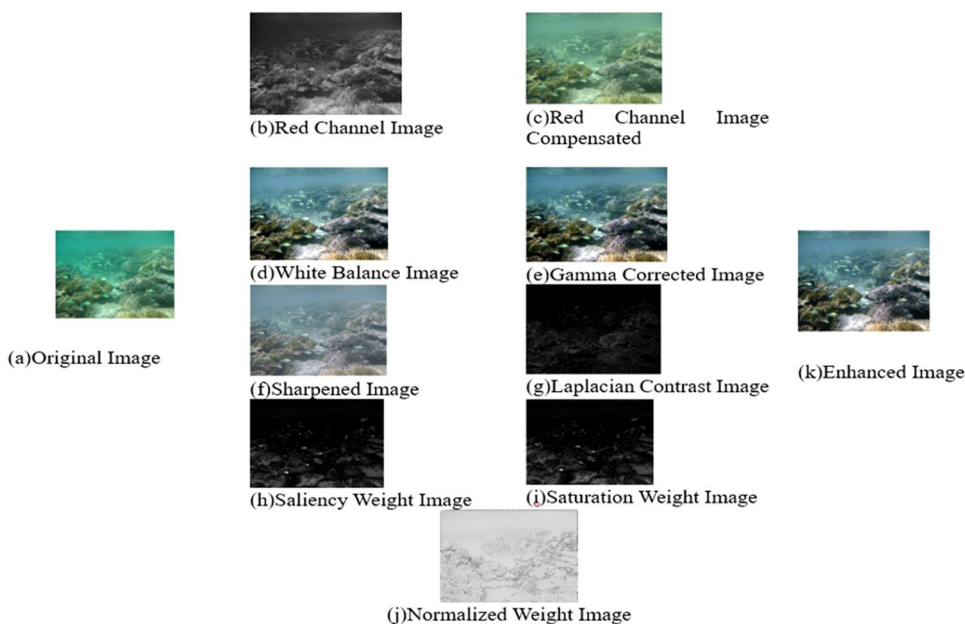 (b)Red Channel Image
(c)Red Channel Image
Compensated
(d)White Balance Image
(e)Gamma Corrected Image
(a)Original Image
(f)Sharpened Image
(g)Laplacian Contrast Image
(k)Enhanced Image
(h)Saliency Weight Image
(i)Saturation Weight Image
(j)Normalized Weight Image